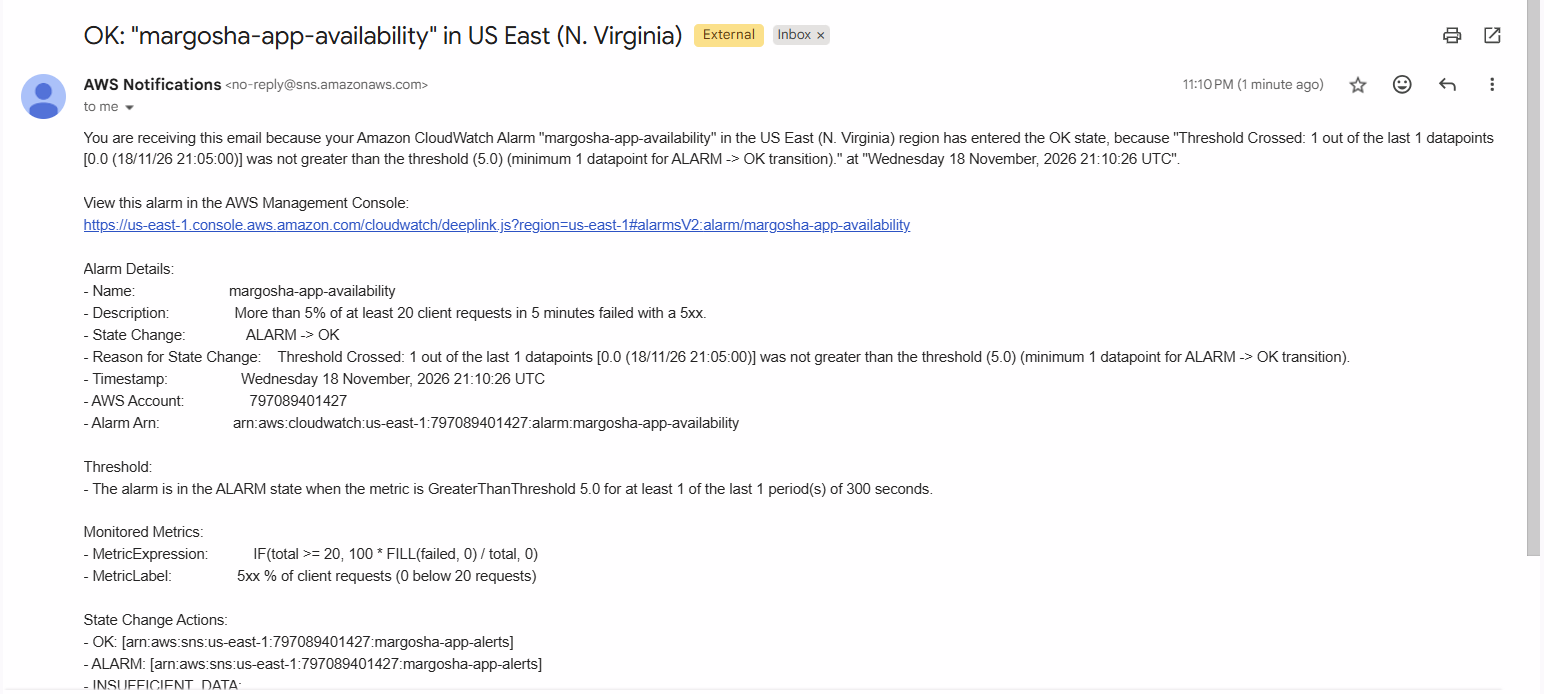 OK: "margosha-app-availability" in US East (N. Virginia) External Inbox ×
AWS Notifications <no-reply@sns.amazonaws.com> 11:10 PM (1 minute ago)
to me
You are receiving this email because your Amazon CloudWatch Alarm "margosha-app-availability" in the US East (N. Virginia) region has entered the OK state, because "Threshold Crossed: 1 out of the last 1 datapoints
[0.0 (18/11/26 21:05:00)] was not greater than the threshold (5.0) (minimum 1 datapoint for ALARM -> OK transition)." at "Wednesday 18 November, 2026 21:10:26 UTC".
View this alarm in the AWS Management Console:
https://us-east-1.console.aws.amazon.com/cloudwatch/deeplink.js?region=us-east-1#alarmsV2:alarm/margosha-app-availability
Alarm Details:
- Name: margosha-app-availability
- Description: More than 5% of at least 20 client requests in 5 minutes failed with a 5xx.
- State Change: ALARM -> OK
- Reason for State Change: Threshold Crossed: 1 out of the last 1 datapoints [0.0 (18/11/26 21:05:00)] was not greater than the threshold (5.0) (minimum 1 datapoint for ALARM -> OK transition).
- Timestamp: Wednesday 18 November, 2026 21:10:26 UTC
- AWS Account: 797089401427
- Alarm Arn: arn:aws:cloudwatch:us-east-1:797089401427:alarm:margosha-app-availability
Threshold:
- The alarm is in the ALARM state when the metric is GreaterThanThreshold 5.0 for at least 1 of the last 1 period(s) of 300 seconds.
Monitored Metrics:
- MetricExpression: IF(total >= 20, 100 * FILL(failed, 0) / total, 0)
- MetricLabel: 5xx % of client requests (0 below 20 requests)
State Change Actions:
- OK: [arn:aws:sns:us-east-1:797089401427:margosha-app-alerts]
- ALARM: [arn:aws:sns:us-east-1:797089401427:margosha-app-alerts]
- INSUFFICIENT_DATA: